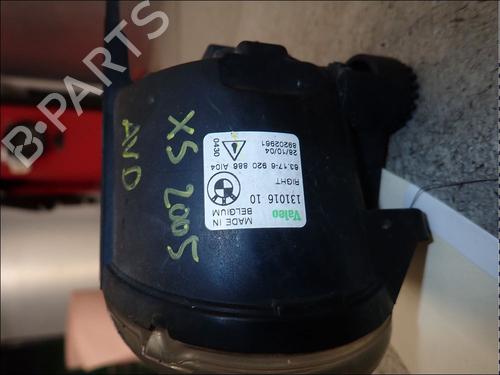 B-PARTS
X5 2005
AVD
Valeo
MADE IN
BELGIUM
131016 10
RIGHT
63.17-6 920 886 AI04
28/10/04
89202961
0430